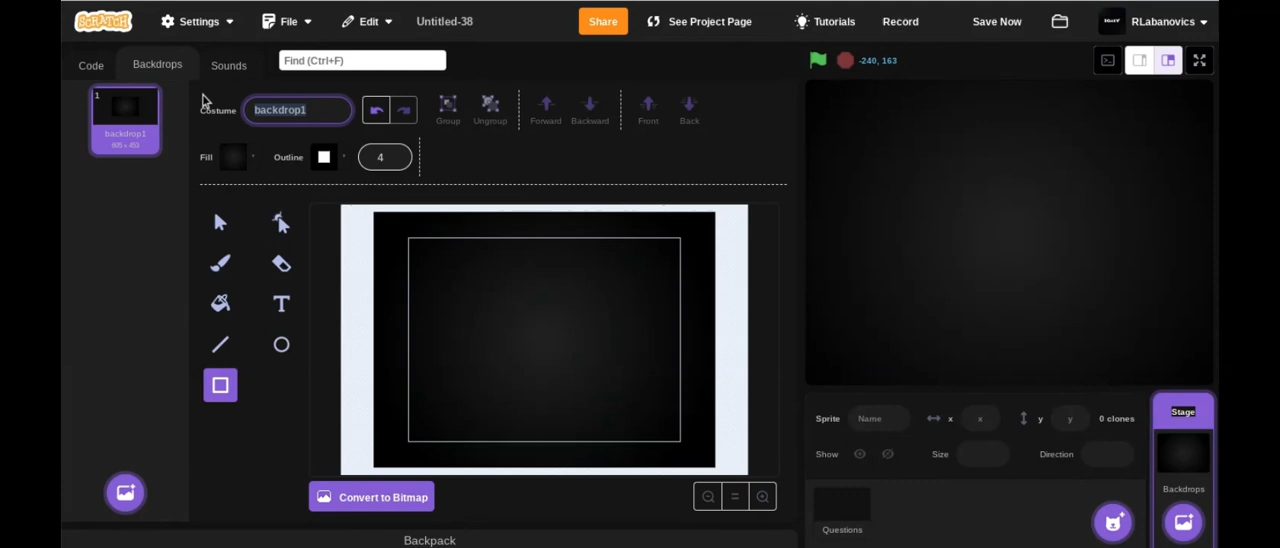 SCRATCH Settings File Edit Untitled-38 Share See Project Page Tutorials Record Save Now RLabanovics
Code Backdrops Sounds Find (Ctrl+F) -240, 163
1
backdrop1
605 x 453
Costume backdrop1 Group Ungroup Forward Backward Front Back
Fill Outline 4
T
Convert to Bitmap
Backpack
Sprite Name x x y y 0 clones
Show Size Direction
Stage
Backdrops
Questions